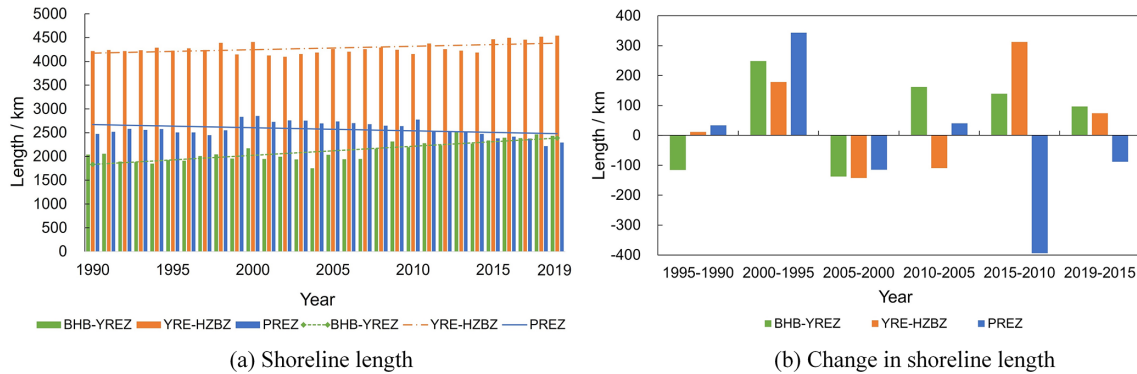 5000
4500
4000
3500
3000
2500
2000
1500
1000
500
0
Length / km
1990 1995 2000 2005 2010 2015 2019
Year
BHB-YREZ YRE-HZBZ PREZ BHB-YREZ YRE-HZBZ PREZ
(a) Shoreline length
400
300
200
100
0
-100
-200
-300
-400
Length / km
1995-1990 2000-1995 2005-2000 2010-2005 2015-2010 2019-2015
Year
BHB-YREZ YRE-HZBZ PREZ
(b) Change in shoreline length